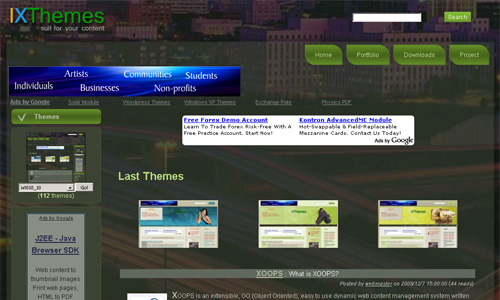 IXThemes
suit for your content
Search
Home
Portfolio
Downloads
Project
Artists
Communities
Students
Individuals
Businesses
Non-profits
Ads by Google
Solar Module
Wordpress Themes
Windows XP Themes
Exchange Rate
Physics PDF
Themes
Free Forex Demo Account
Learn To Trade Forex Risk-Free With A
Free Practice Account. Start Now!
Kontron AdvancedMC Module
Hot-Swappable & Field-Replaceable
Mezzanine Cards. Contact Us Today!
Ads by Google
Go!
(112 themes)
Last Themes
Ads by Google
J2EE - Java
Browser SDK
Web content to
thumbnail images
Print web pages,
HTML to PDF
XOOPS : What is XOOPS?
Posted by webmaster on 2009/12/7 15:00:00 (44 reads)
XOOPS is an extensible, OO (Object Oriented), easy to use dynamic web content management system written